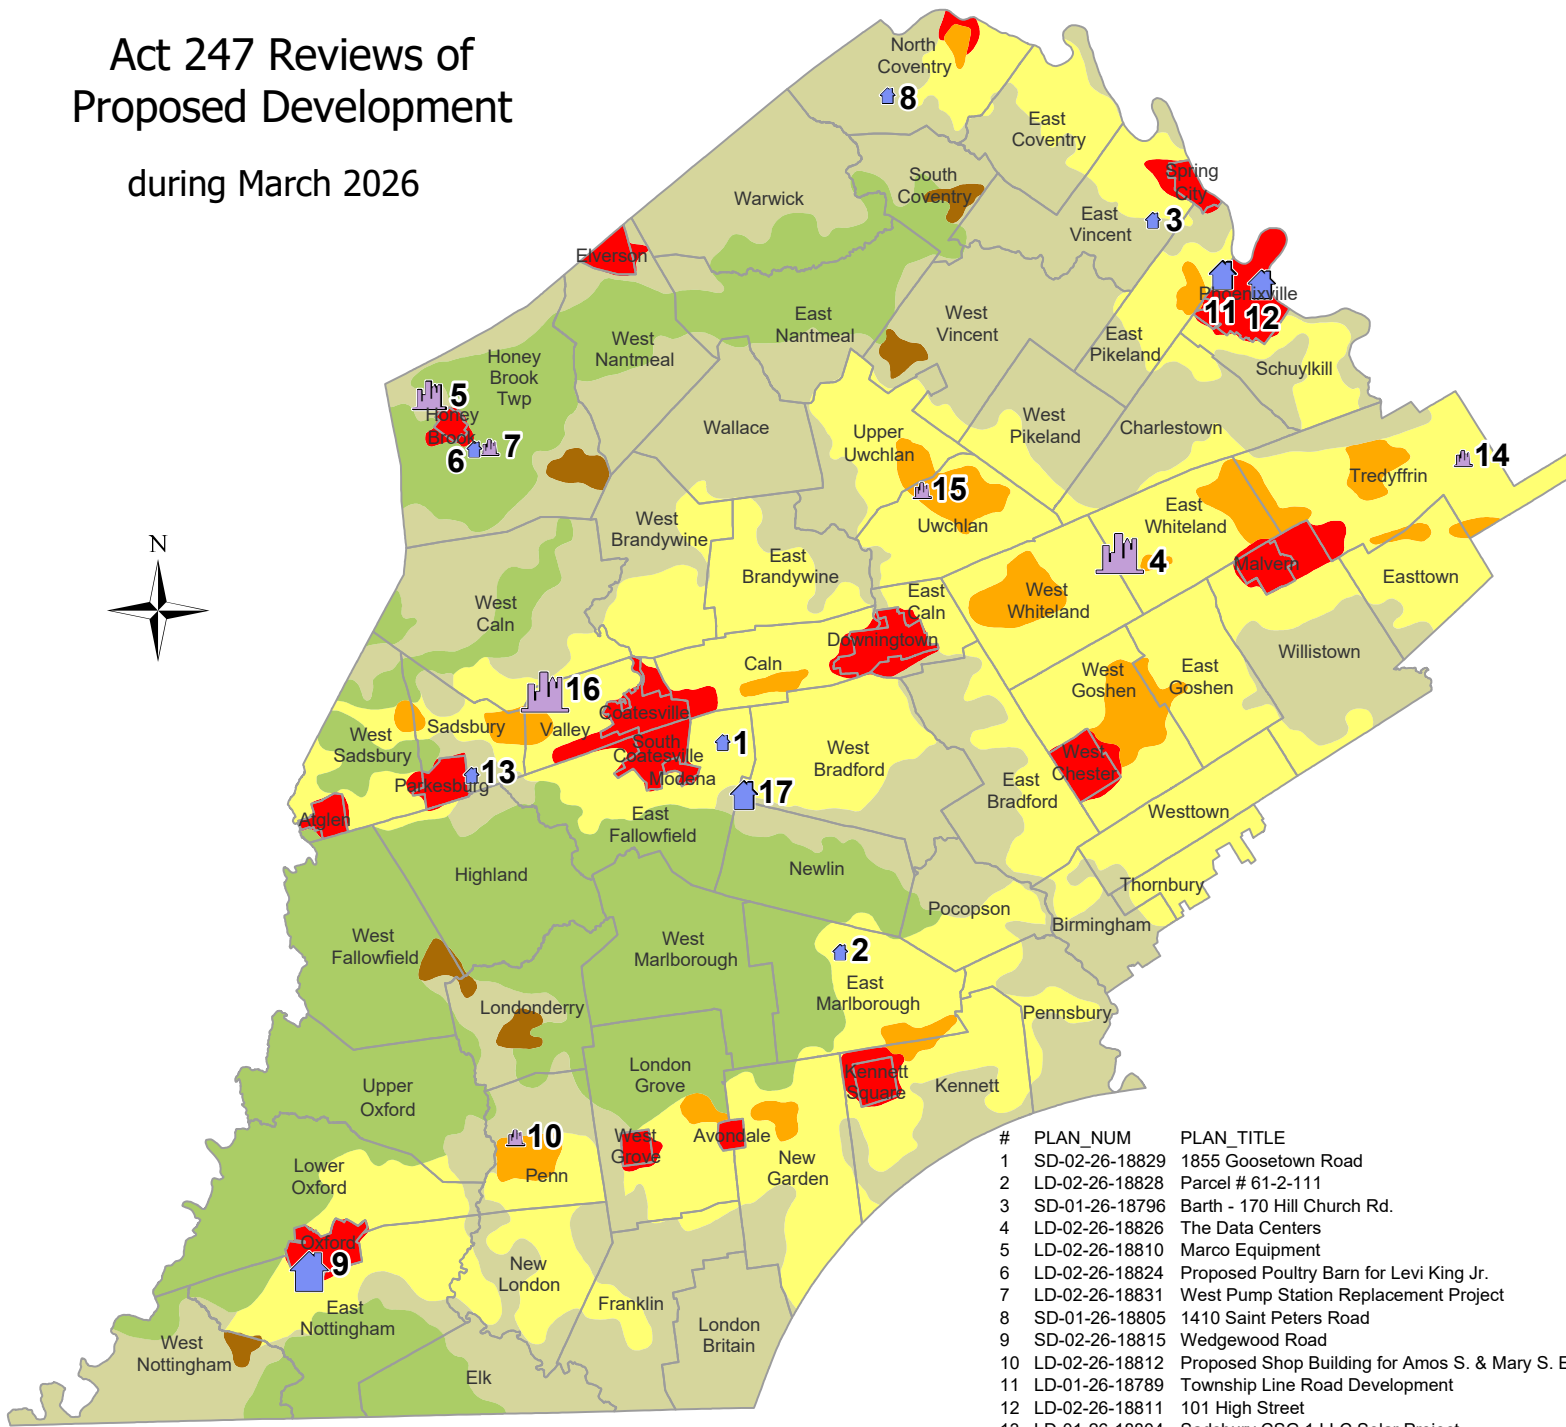 Act 247 Reviews of
Proposed Development
during March 2026
North
Coventry
8
East
Coventry
Spring
City
South
Coventry
Warwick
East
Vincent
3
Elverson
Phoenixville
11
12
West
Vincent
East
Nantmeal
West
Nantmeal
East
Pikeland
Schuylkill
Honey
Brook
Twp
5
Honey
Brook
6
7
Wallace
Upper
Uwchlan
West
Pikeland
Charlestown
Tredyffrin
14
15
Uwchlan
East
Whiteland
West
Brandywine
East
Brandywine
4
Malvern
Easttown
N
West
Caln
East
Caln
West
Whiteland
Downingtown
Caln
Willistown
West
Goshen
East
Goshen
16
Coatesville
Sadsbury
Valley
West
Sadsbury
South
Coatesville
1
West
Bradford
West
Chester
13
Parkesburg
Modena
17
East
Bradford
Atglen
East
Fallowfield
Westtown
Highland
Newlin
Thornbury
Pocopson
Birmingham
West
Fallowfield
West
Marlborough
2
East
Marlborough
Londonderry
Pennsbury
London
Grove
Kennett
Square
Kennett
Upper
Oxford
10
West
Grove
Avondale
Penn
New
Garden
Lower
Oxford
Oxford
9
New
London
Franklin
East
Nottingham
London
Britain
West
Nottingham
Elk
# PLAN_NUM PLAN_TITLE
1 SD-02-26-18829 1855 Goosetown Road
2 LD-02-26-18828 Parcel # 61-2-111
3 SD-01-26-18796 Barth - 170 Hill Church Rd.
4 LD-02-26-18826 The Data Centers
5 LD-02-26-18810 Marco Equipment
6 LD-02-26-18824 Proposed Poultry Barn for Levi King Jr.
7 LD-02-26-18831 West Pump Station Replacement Project
8 SD-01-26-18805 1410 Saint Peters Road
9 SD-02-26-18815 Wedgewood Road
10 LD-02-26-18812 Proposed Shop Building for Amos S. & Mary S.
11 LD-01-26-18789 Township Line Road Development
12 LD-02-26-18811 101 High Street
13 LD-01-26-18804 Sadsbury CSG 1 LLC Solar Project